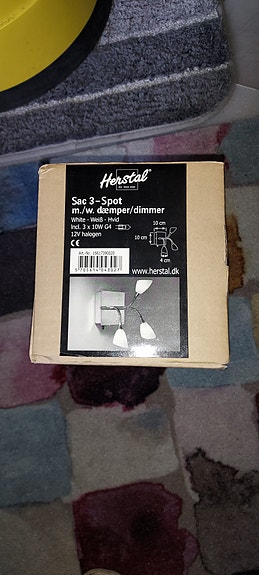 Herstal
Sac 3-Spot
m./w. dæmper/dimmer
White - Weiß - Hvid
Incl. 3 x 10W G4
12V halogen
CE
10 cm
10 cm
4 cm
www.herstal.dk